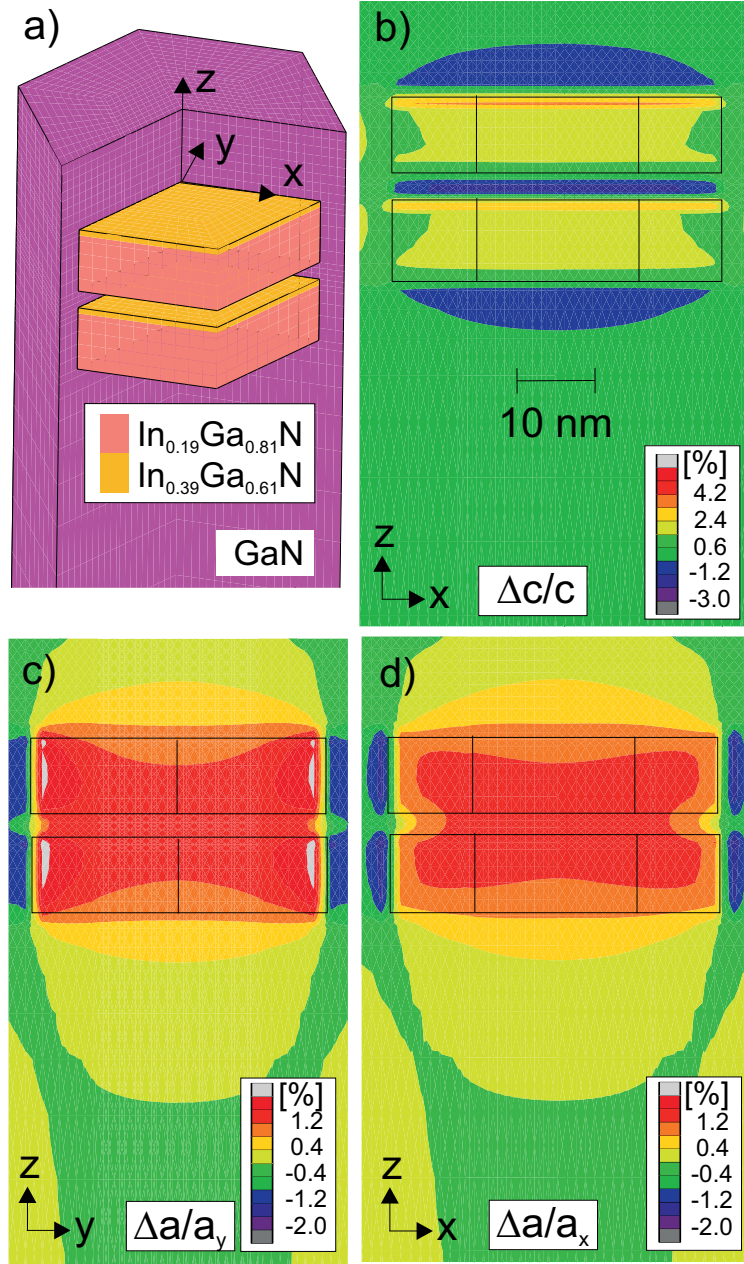 a)
z
y
x
In0.19Ga0.81N
In0.39Ga0.61N
GaN
b)
10 nm
z
x
Δc/c
[%]
4.2
2.4
0.6
-1.2
-3.0
c)
z
y
Δa/ay
[%]
1.2
0.4
-0.4
-1.2
-2.0
d)
z
x
Δa/ax
[%]
1.2
0.4
-0.4
-1.2
-2.0